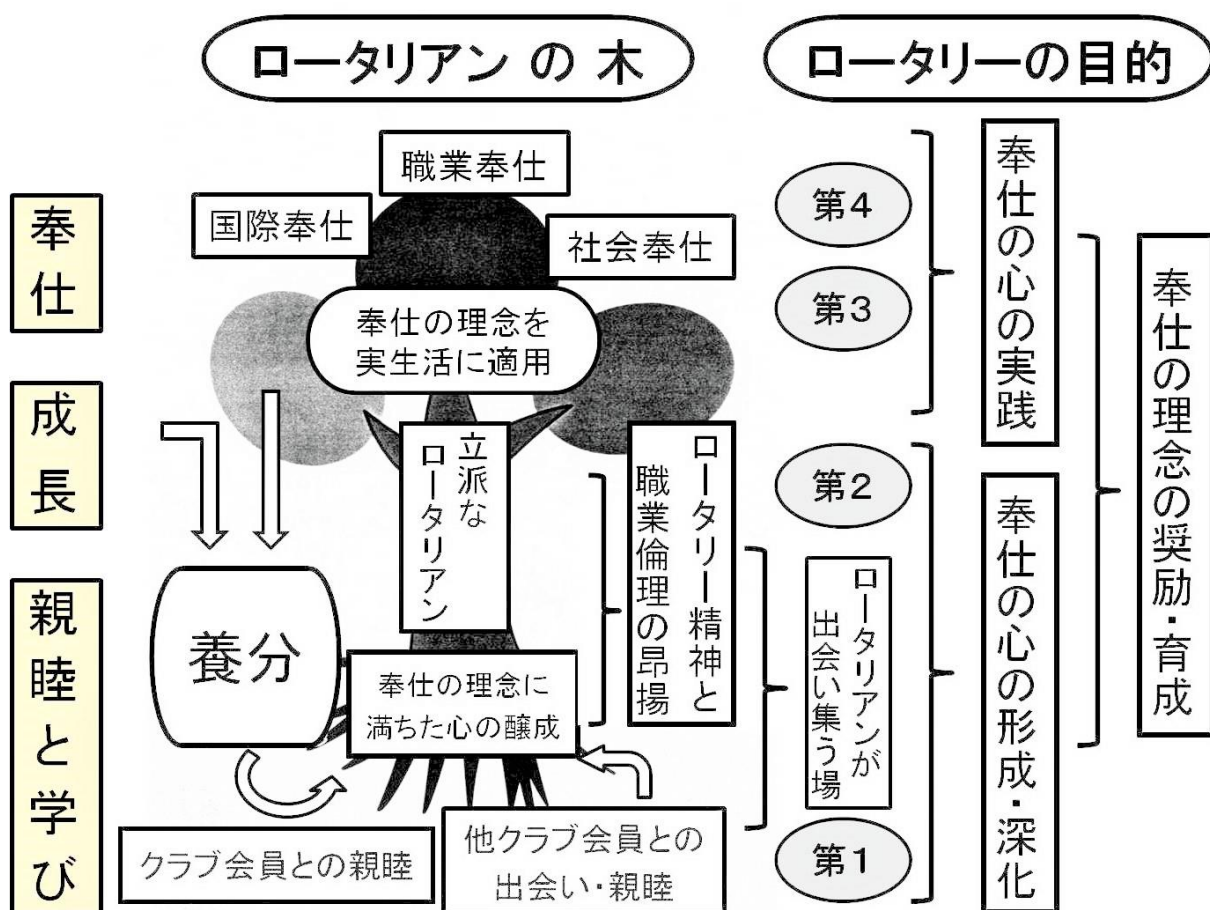 ロータリアン の 木
ロータリーの目的
奉仕
成長
親睦と学び
職業奉仕
国際奉仕
社会奉仕
奉仕の理念を
実生活に適用
立派な
ロータリアン
ロータリー精神と
職業倫理の昂揚
養分
奉仕の理念に
満ちた心の醸成
クラブ会員との親睦
他クラブ会員との
出会い・親睦
第4
第3
第2
ロータリアンが
出会い集う場
第1
奉仕の心の実践
奉仕の心の形成・深化
奉仕の理念の奨励・育成